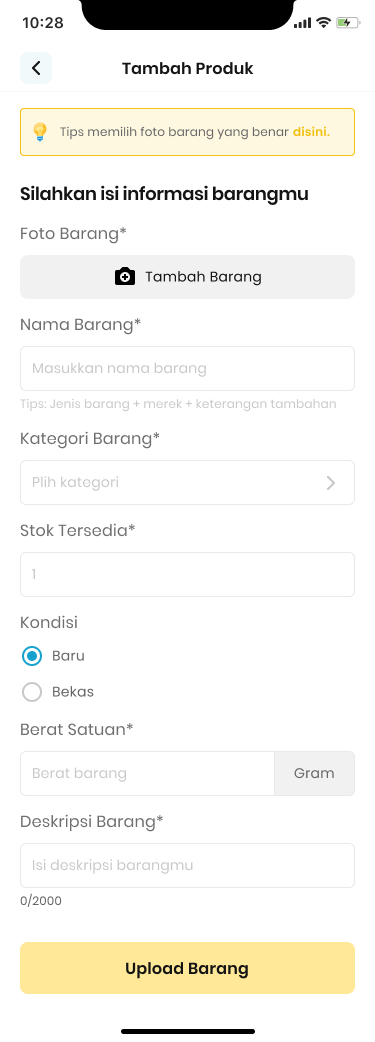 10:28
Tambah Produk
Tips memilih foto barang yang benar disini.
Silahkan isi informasi barangmu
Foto Barang*
Tambah Barang
Nama Barang*
Masukkan nama barang
Tips: Jenis barang + merek + keterangan tambahan
Kategori Barang*
Plih kategori
Stok Tersedia*
1
Kondisi
Baru
Bekas
Berat Satuan*
Berat barang Gram
Deskripsi Barang*
Isi deskripsi barangmu
0/2000
Upload Barang